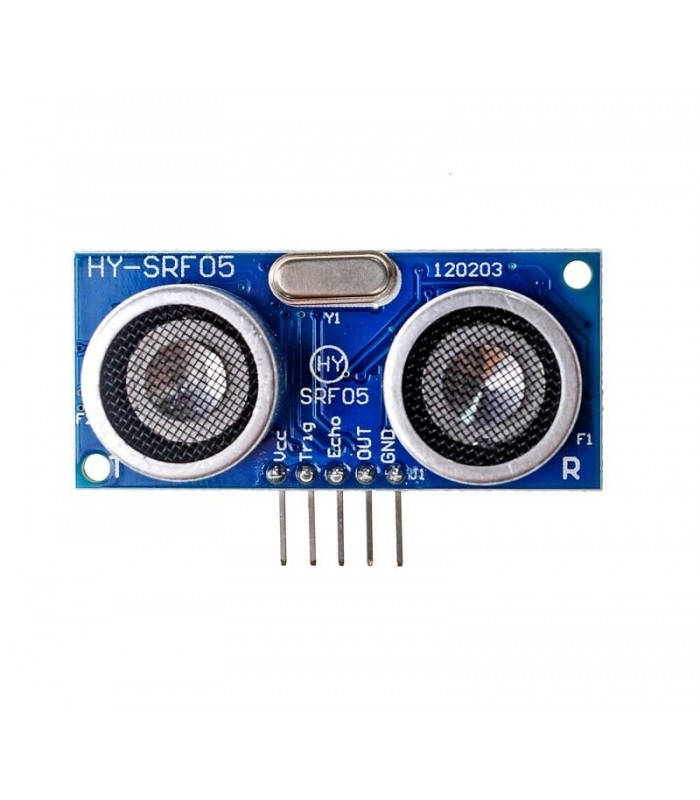 HY-SRF05
120203
Y1
HY
SRF05
Vcc
Trig
Echo
OUT
GND
J1
F1
T
R